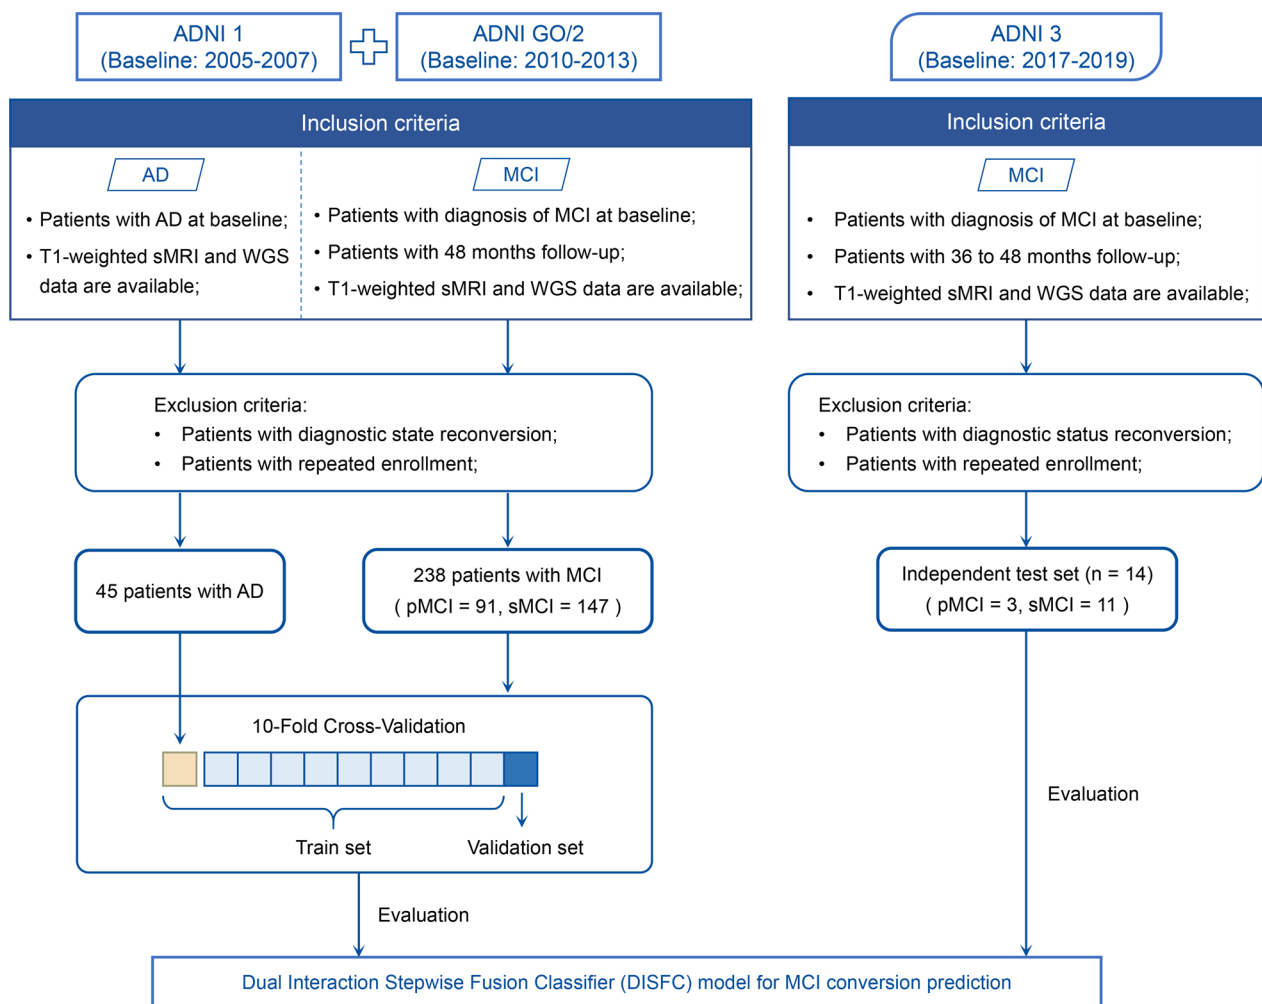 ADNI 1
(Baseline: 2005-2007)
ADNI GO/2
(Baseline: 2010-2013)
Inclusion criteria
AD
• Patients with AD at baseline;
• T1-weighted sMRI and WGS
data are available;
MCI
• Patients with diagnosis of MCI at baseline;
• Patients with 48 months follow-up;
• T1-weighted sMRI and WGS data are available;
Exclusion criteria:
• Patients with diagnostic state reconversion;
• Patients with repeated enrollment;
45 patients with AD
238 patients with MCI
( pMCI = 91, sMCI = 147 )
10-Fold Cross-Validation
Train set
Validation set
Evaluation
ADNI 3
(Baseline: 2017-2019)
Inclusion criteria
MCI
• Patients with diagnosis of MCI at baseline;
• Patients with 36 to 48 months follow-up;
• T1-weighted sMRI and WGS data are available;
Exclusion criteria:
• Patients with diagnostic status reconversion;
• Patients with repeated enrollment;
Independent test set (n = 14)
( pMCI = 3, sMCI = 11 )
Evaluation
Dual Interaction Stepwise Fusion Classifier (DISFC) model for MCI conversion prediction